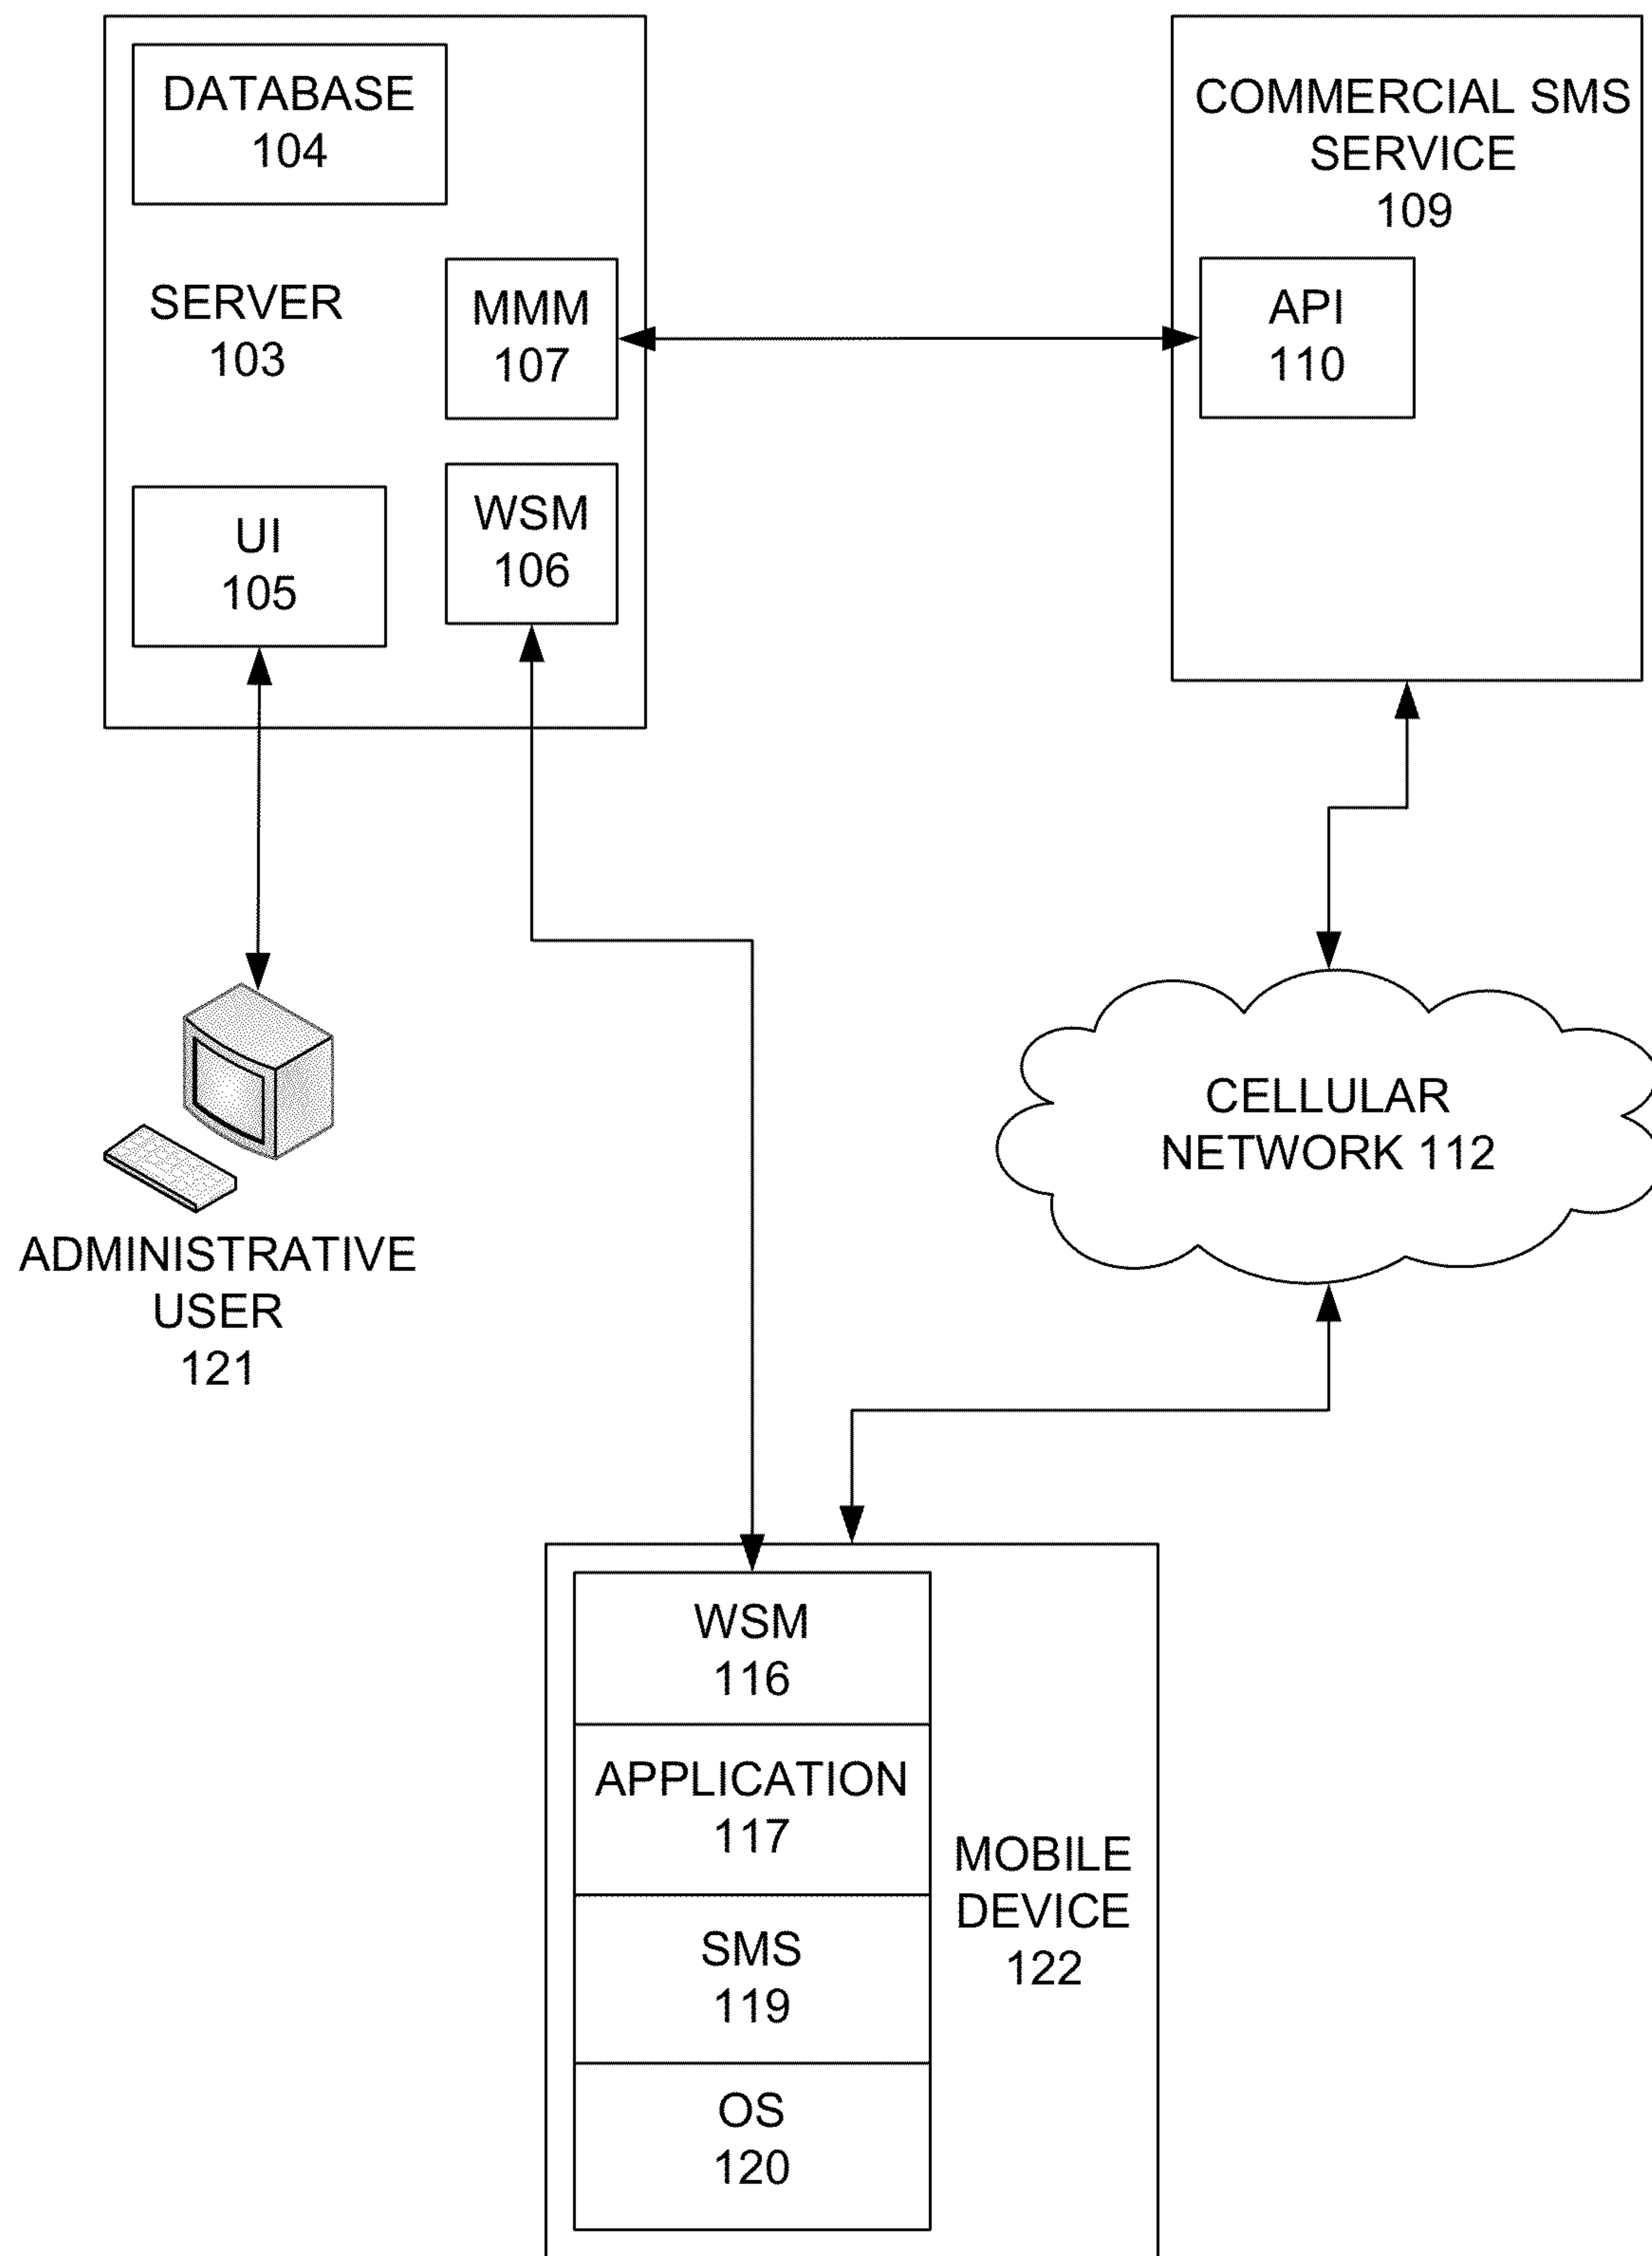 DATABASE
104
SERVER
103
MMM
107
UI
105
WSM
106
COMMERCIAL SMS
SERVICE
109
API
110
ADMINISTRATIVE
USER
121
CELLULAR
NETWORK 112
WSM
116
APPLICATION
117
SMS
119
OS
120
MOBILE
DEVICE
122